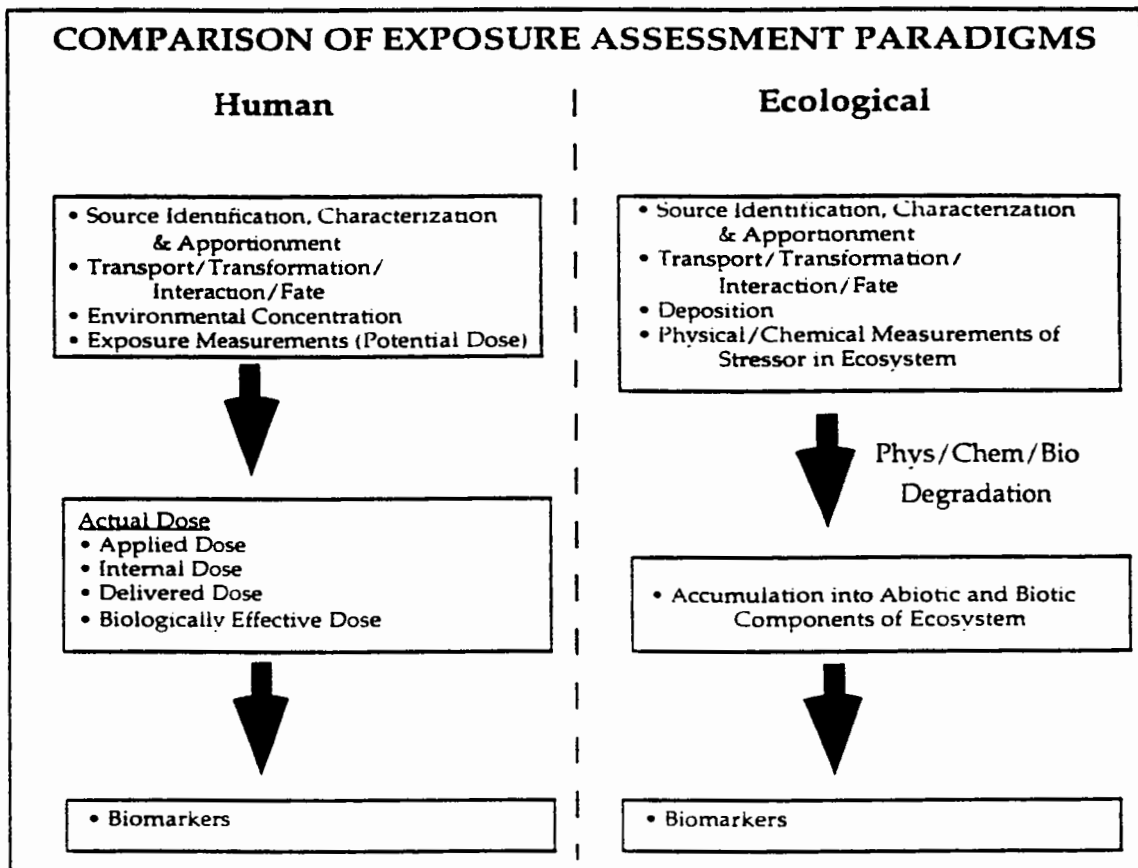 COMPARISON OF EXPOSURE ASSESSMENT PARADIGMS
Human
• Source Identification, Characterization
& Apportionment
• Transport/Transformation/
Interaction/Fate
• Environmental Concentration
• Exposure Measurements (Potential Dose)
Actual Dose
• Applied Dose
• Internal Dose
• Delivered Dose
• Biologically Effective Dose
• Biomarkers
Ecological
• Source Identification, Characterization
& Apportionment
• Transport/Transformation/
Interaction/Fate
• Deposition
• Physical/Chemical Measurements of
Stressor in Ecosystem
Phys/Chem/Bio
Degradation
• Accumulation into Abiotic and Biotic
Components of Ecosystem
• Biomarkers